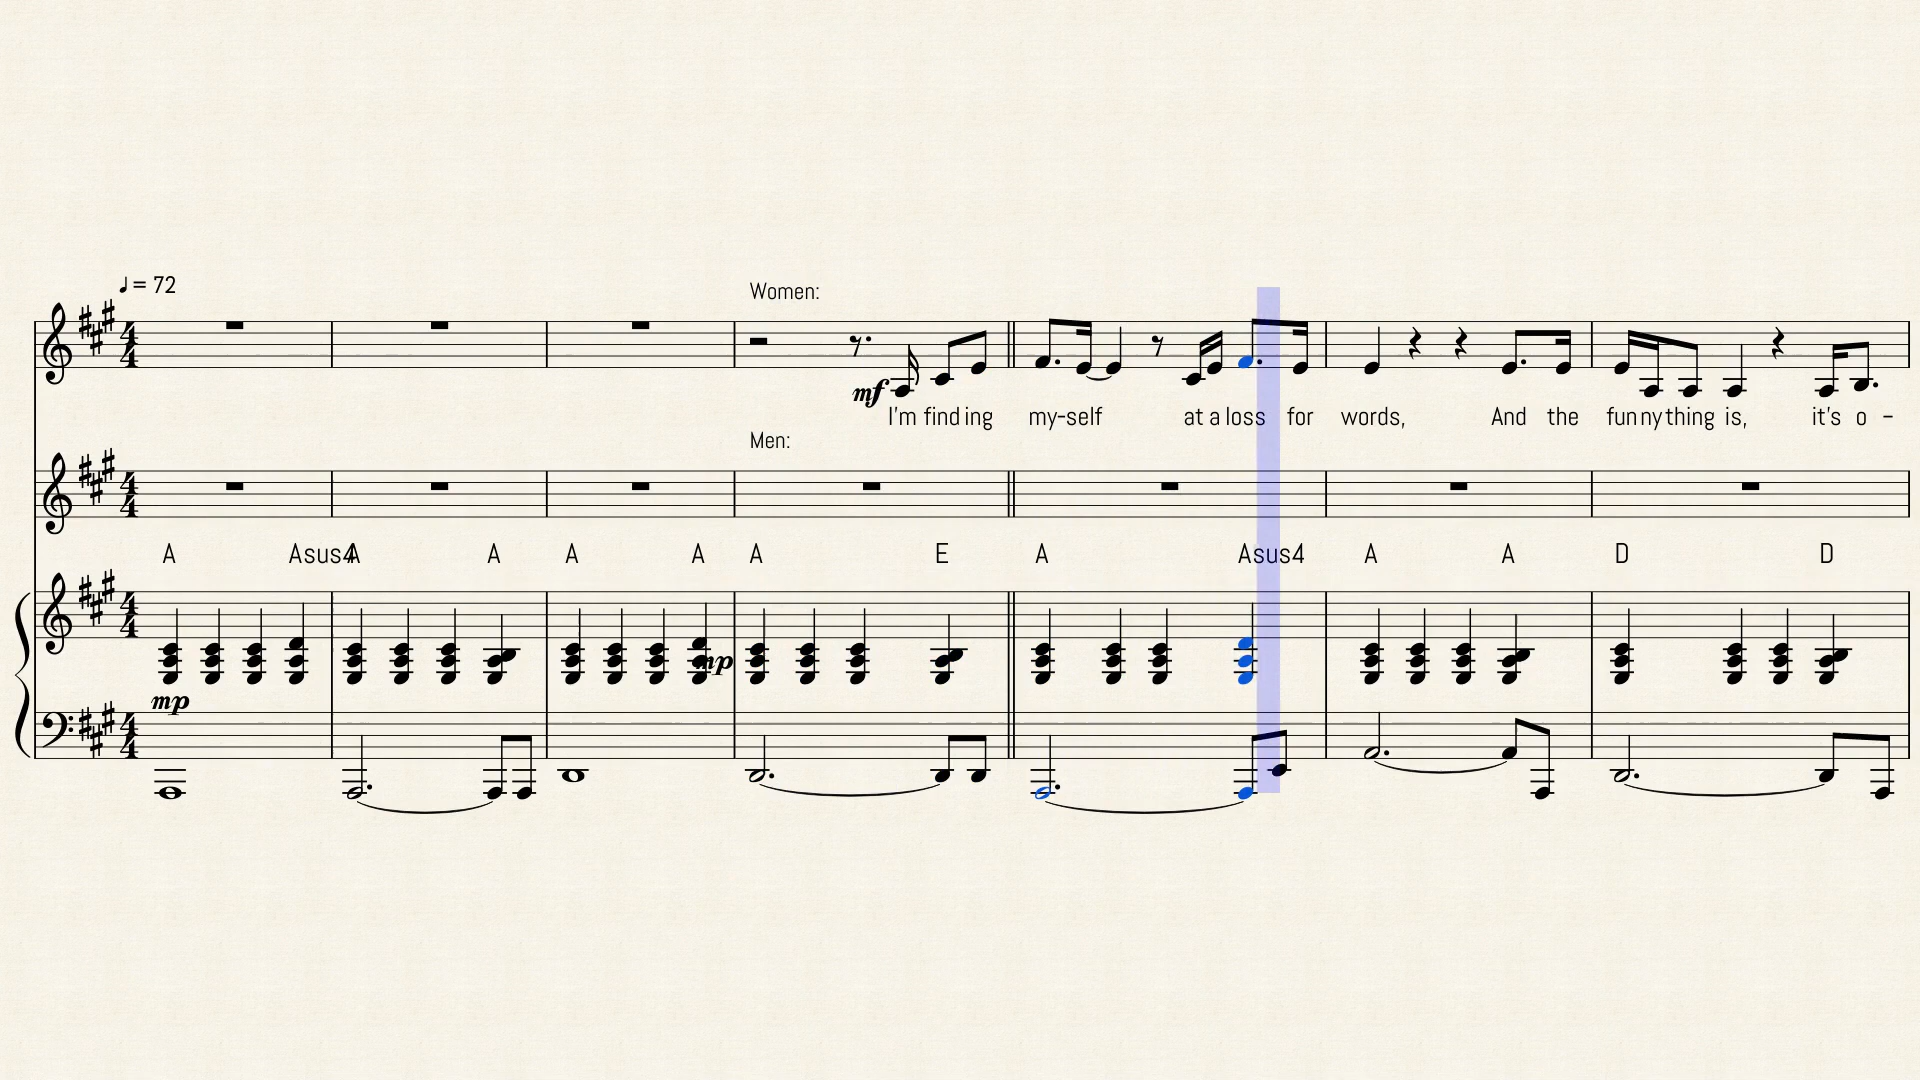 = 72
Women:
mf
I'm find ing my-self at a loss for words, And the fun ny thing is, it's o -
Men:
A Asus4 A A A A A E A Asus4 A A D D
mp
mp